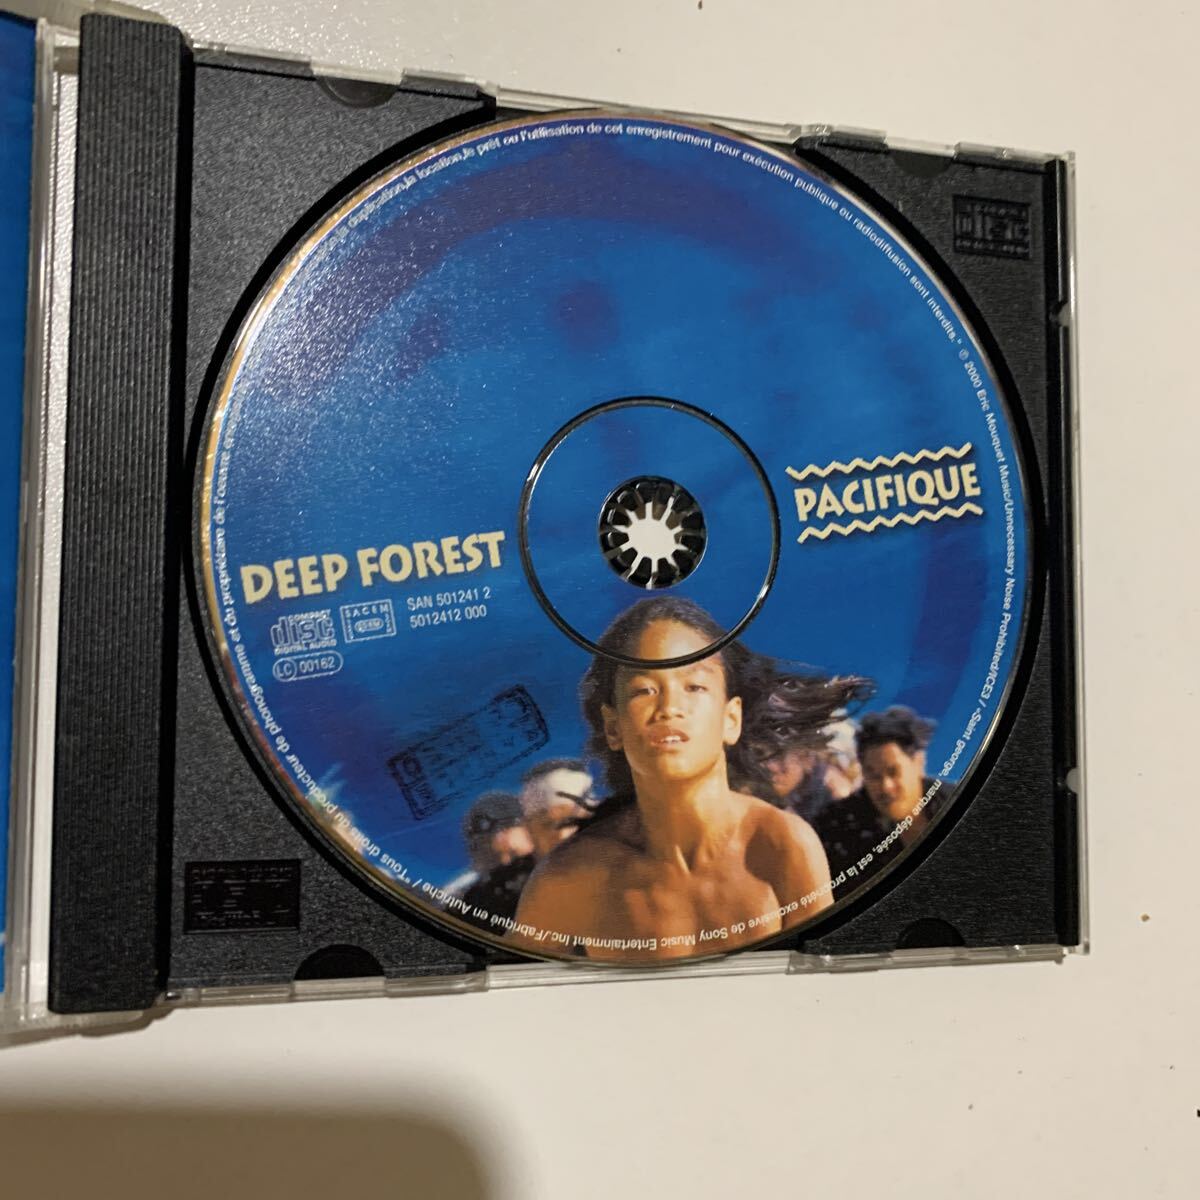 DEEP FOREST
PACIFIQUE
COMPACT
disc
DIGITAL AUDIO
SACEM
SAN 501241 2
5012412 000
LC 00162
"Tous droits du producteur de phonogramme et du propriétaire de l'œuvre la duplication,la location,le prêt ou l'utilisation de cet enregistrement pour exécution publique ou radiodiffusion sont interdits." ℗ 2000 Eric Mouquet Music/Unnecessary Noise Prohibited/ICE3 / «Saint george, marque déposée, est la propriété exclusive de Sony Music Entertainment Inc./Fabriqué en Autriche /